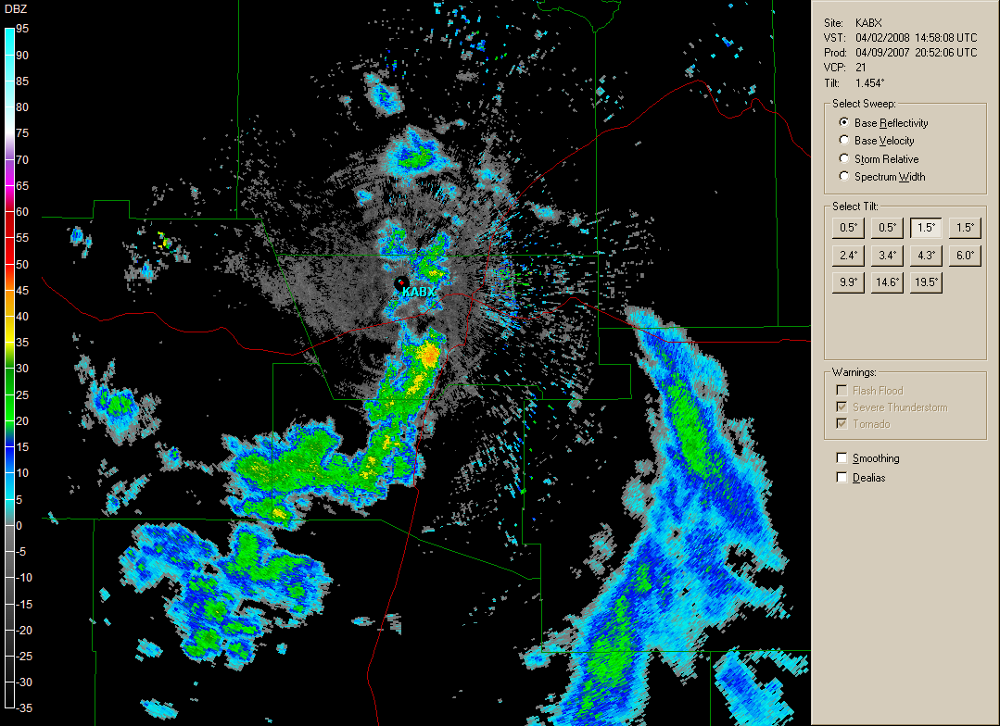 DBZ
95
90
85
80
75
70
65
60
55
50
45
40
35
30
25
20
15
10
5
0
-5
-10
-15
-20
-25
-30
-35
KABX
Site: KABX
VST: 04/02/2008 14:58:08 UTC
Prod: 04/09/2007 20:52:06 UTC
VCP: 21
Tilt: 1.454°
Select Sweep:
Base Reflectivity
Base Velocity
Storm Relative
Spectrum Width
Select Tilt:
0.5° 0.5° 1.5° 1.5°
2.4° 3.4° 4.3° 6.0°
9.9° 14.6° 19.5°
Warnings:
Flash Flood
Severe Thunderstorm
Tornado
Smoothing
Dealias